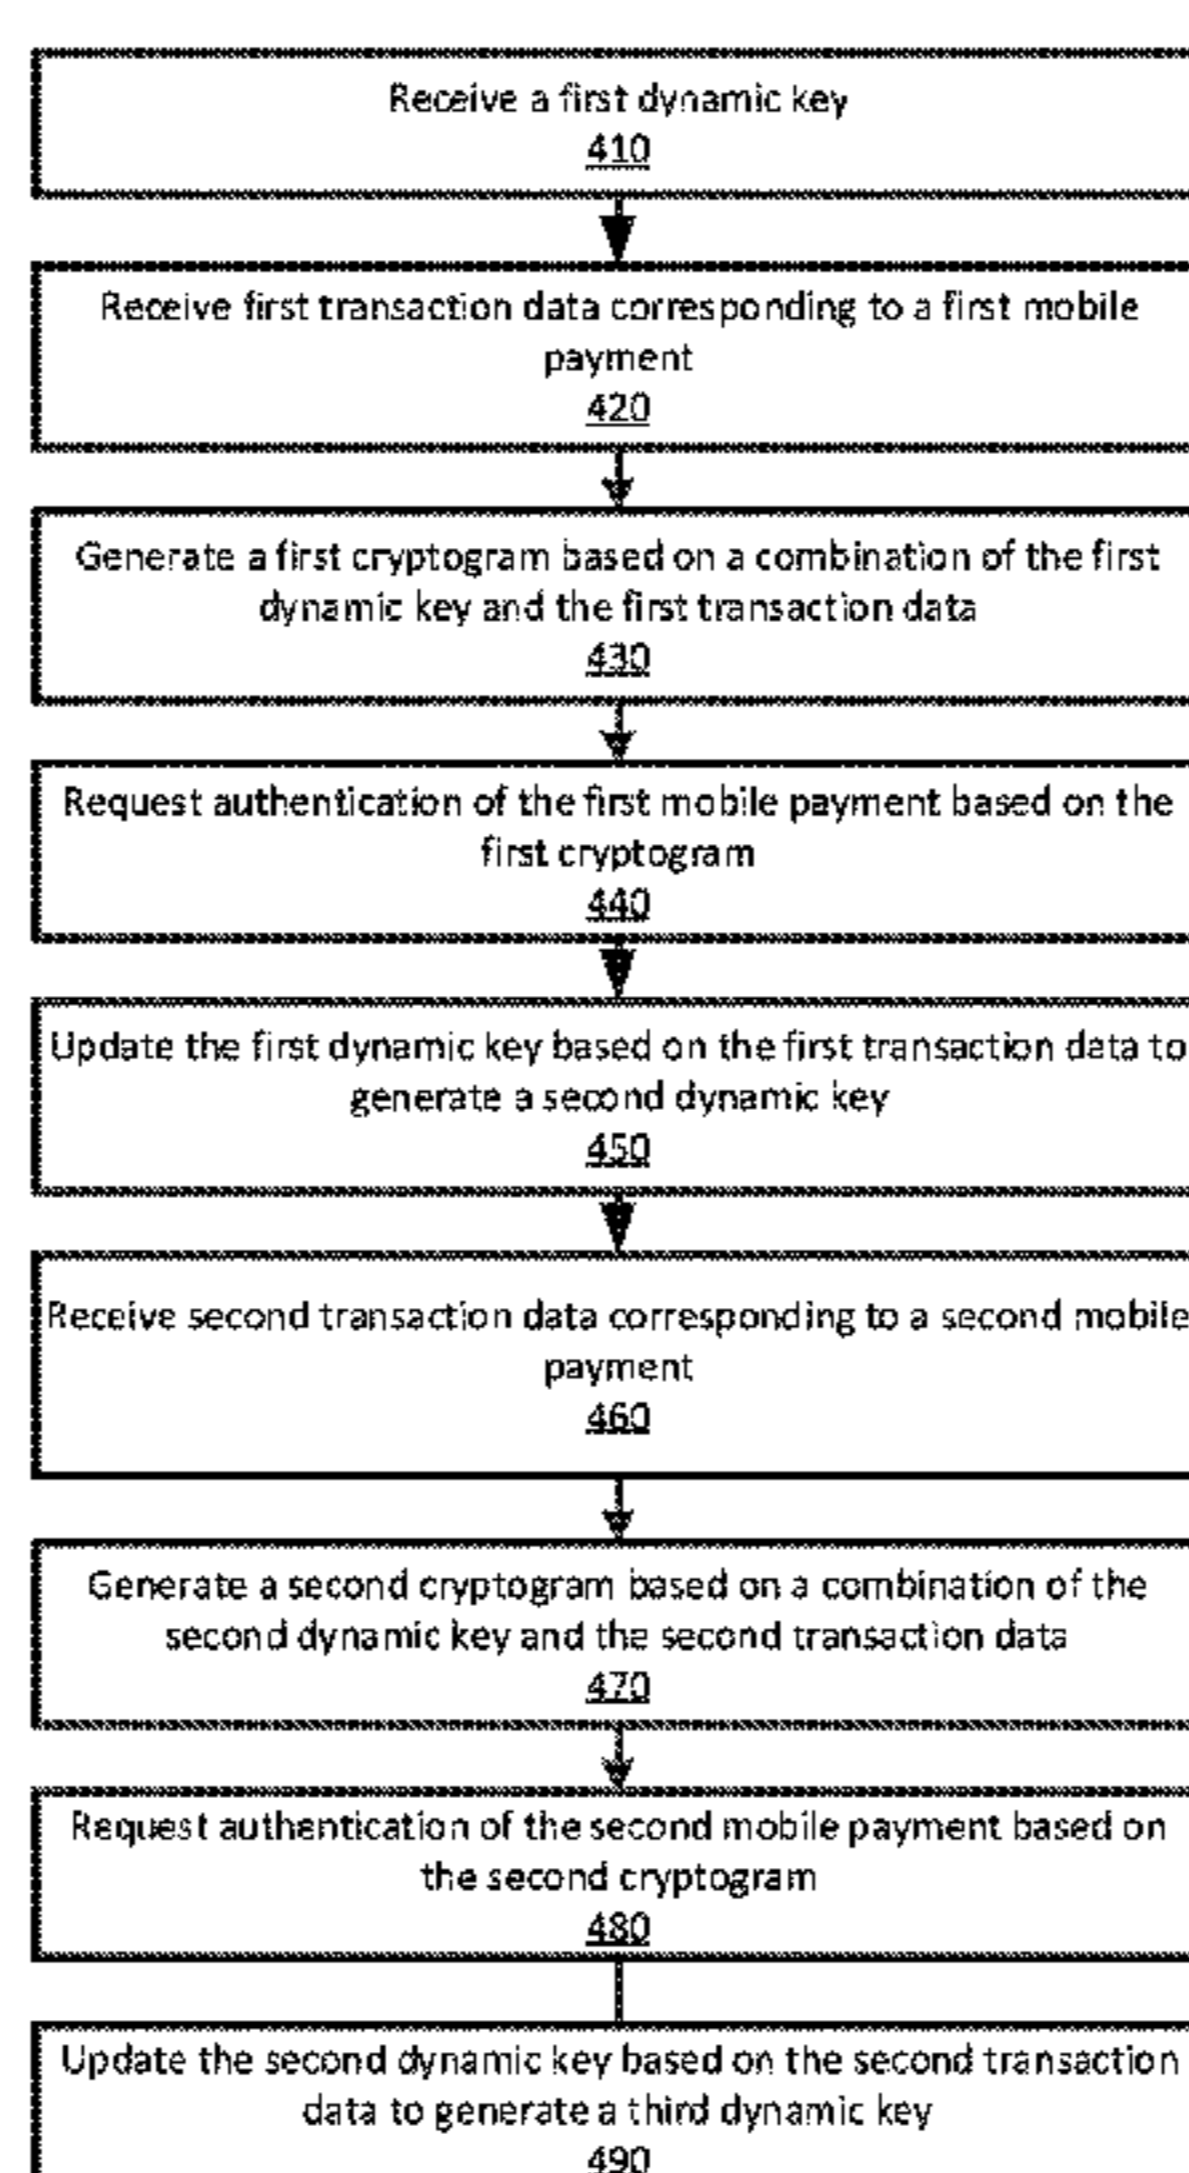 Receive a first dynamic key
410
Receive first transaction data corresponding to a first mobile
payment
420
Generate a first cryptogram based on a combination of the first
dynamic key and the first transaction data
430
Request authentication of the first mobile payment based on the
first cryptogram
440
Update the first dynamic key based on the first transaction data to
generate a second dynamic key
450
Receive second transaction data corresponding to a second mobile
payment
460
Generate a second cryptogram based on a combination of the
second dynamic key and the second transaction data
470
Request authentication of the second mobile payment based on
the second cryptogram
480
Update the second dynamic key based on the second transaction
data to generate a third dynamic key
490